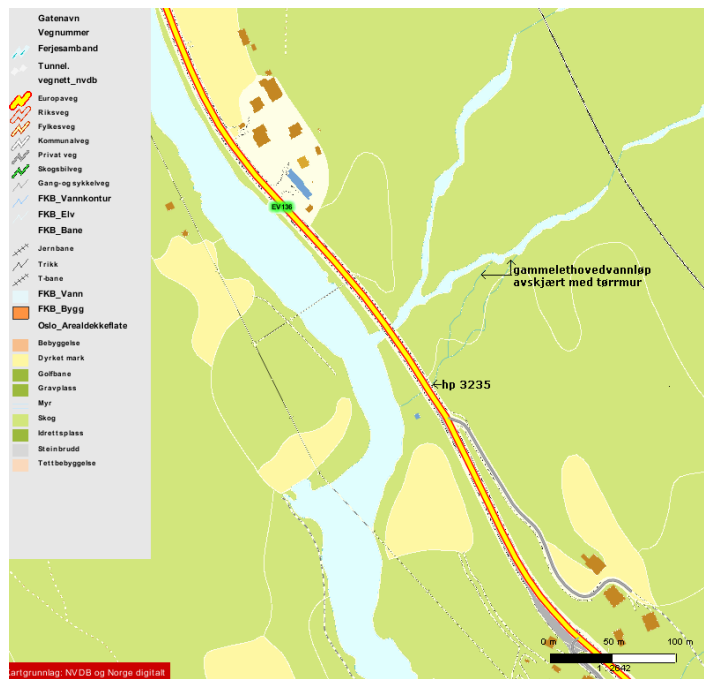 Gatenavn
Vegnummer
Ferjesamband
Tunnel.
vegnett_nvdb
Europaveg
Riksveg
Fylkesveg
Kommunalveg
Privat veg
Skogsbilveg
Gang-og sykkelveg
FKB_Vannkontur
FKB_Elv
FKB_Bane
Jernbane
Trikk
T-bane
FKB_Vann
FKB_Bygg
Oslo_Arealdekkeflate
Bebyggelse
Dyrket mark
Golfbane
Gravplass
Myr
Skog
Idrettsplass
Steinbrudd
Tettbebyggelse
EV136
gammelethovedvannløp
avskjært med tørrmur
hp 3235
0 m 50 m 100 m
Kartgrunnlag: NVDB og Norge digitalt